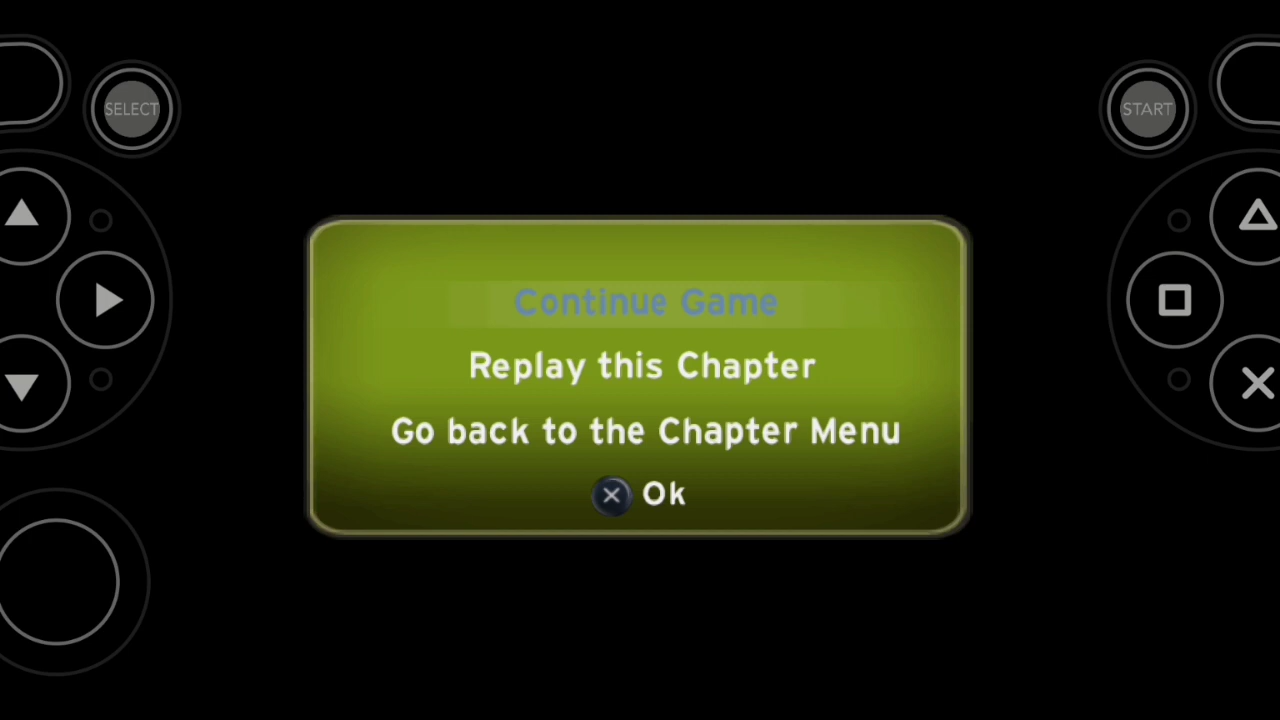 SELECT
START
Continue Game
Replay this Chapter
Go back to the Chapter Menu
Ok